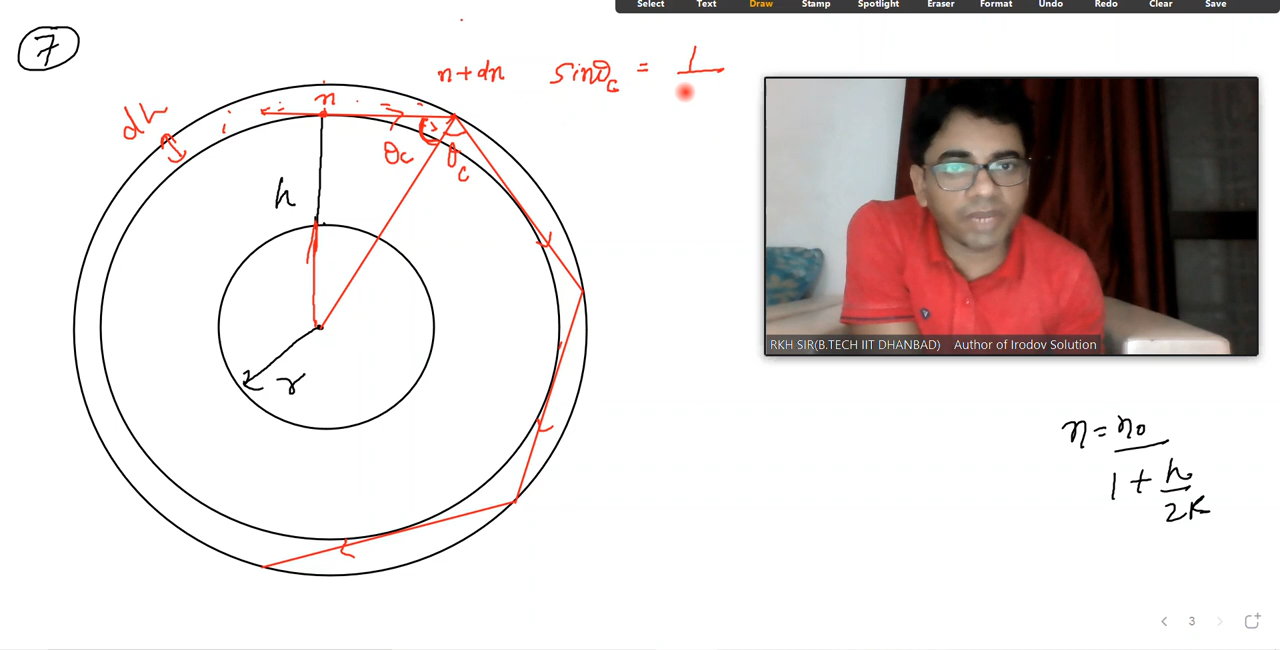 Select Text Draw Stamp Spotlight Eraser Format Undo Redo Clear Save
7
n+dn sinθc = 1
dh
i
n
θc
θc
h
r
RKH SIR(B.TECH IIT DHANBAD) Author of Irodov Solution
n = n0
1 + h
2R
3